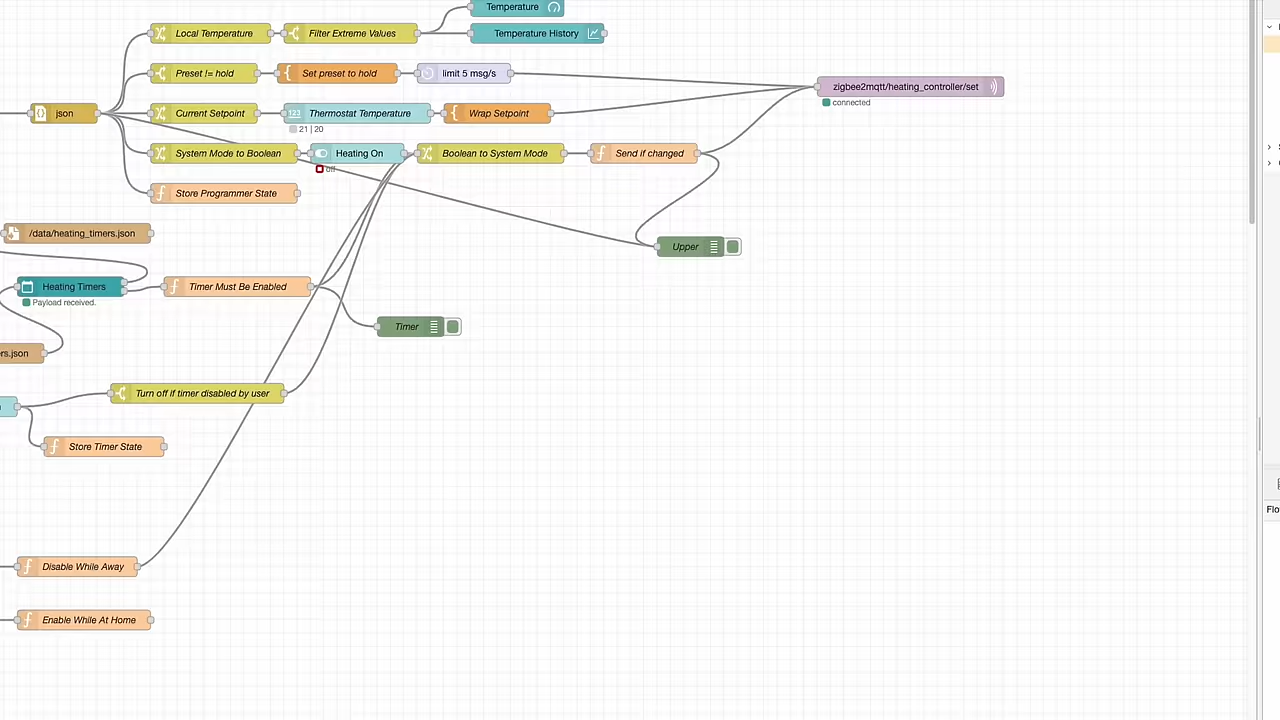 Temperature
Local Temperature
Filter Extreme Values
Temperature History
Preset != hold
Set preset to hold
limit 5 msg/s
zigbee2mqtt/heating_controller/set
connected
json
Current Setpoint
123
Thermostat Temperature
Wrap Setpoint
21 | 20
System Mode to Boolean
Heating On
Boolean to System Mode
Send if changed
off
Store Programmer State
/data/heating_timers.json
Upper
Heating Timers
Timer Must Be Enabled
Payload received.
Timer
rs.json
Turn off if timer disabled by user
Store Timer State
Flo
Disable While Away
Enable While At Home